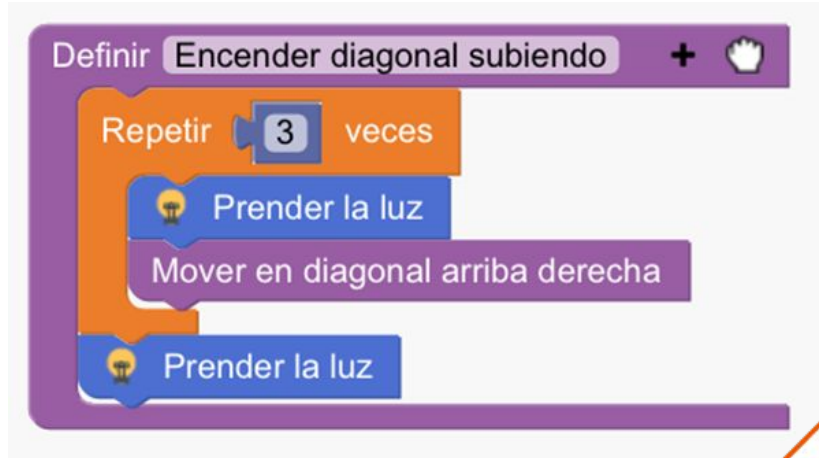 Definir Encender diagonal subiendo +
Repetir 3 veces
Prender la luz
Mover en diagonal arriba derecha
Prender la luz